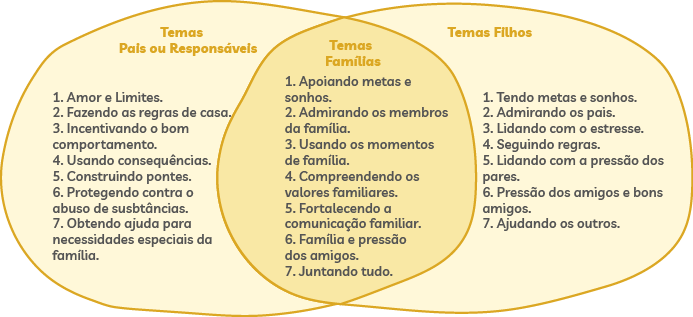 Temas
Pais ou Responsáveis
1. Amor e Limites.
2. Fazendo as regras de casa.
3. Incentivando o bom
comportamento.
4. Usando consequências.
5. Construindo pontes.
6. Protegendo contra o
abuso de susbtâncias.
7. Obtendo ajuda para
necessidades especiais da
família.
Temas
Famílias
1. Apoiando metas e
sonhos.
2. Admirando os membros
da família.
3. Usando os momentos
de família.
4. Compreendendo os
valores familiares.
5. Fortalecendo a
comunicação familiar.
6. Família e pressão
dos amigos.
7. Juntando tudo.
Temas FIlhos
1. Tendo metas e sonhos.
2. Admirando os pais.
3. Lidando com o estresse.
4. Seguindo regras.
5. Lidando com a pressão dos
pares.
6. Pressão dos amigos e bons
amigos.
7. Ajudando os outros.